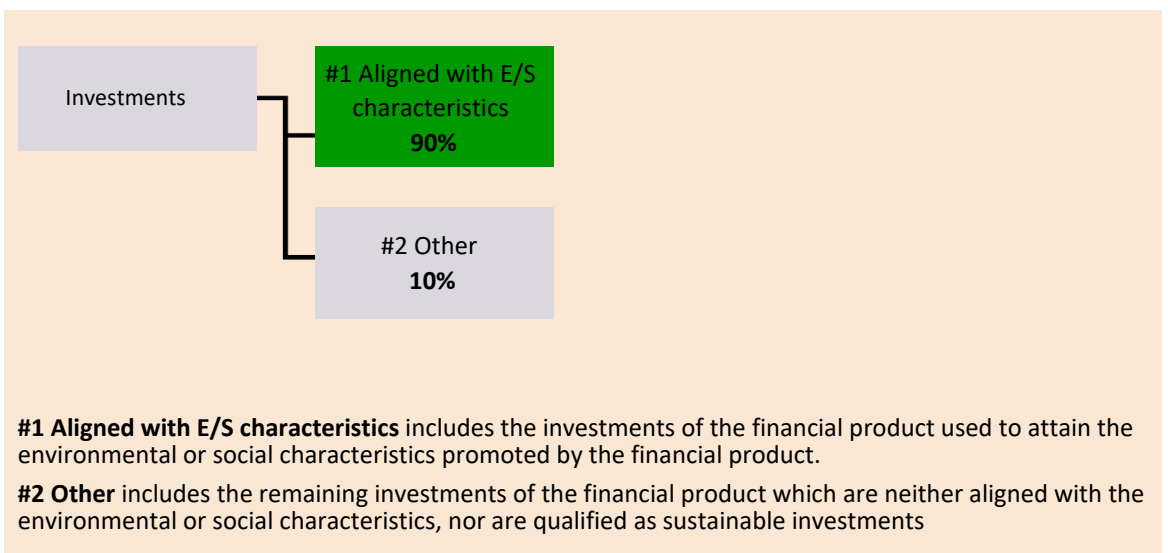 Investments
#1 Aligned with E/S
characteristics
90%
#2 Other
10%
#1 Aligned with E/S characteristics includes the investments of the financial product used to attain the
environmental or social characteristics promoted by the financial product.
#2 Other includes the remaining investments of the financial product which are neither aligned with the
environmental or social characteristics, nor are qualified as sustainable investments